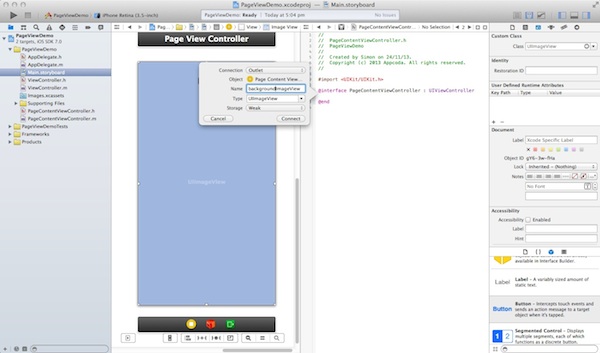 PageViewDemo.xcodeproj — Main.storyboard
iPhone Retina (3.5-inch)
PageViewDemo: Ready | Today at 5:04 pm
No Issues
PageViewDemo
2 targets, iOS SDK 7.0
PageViewDemo
AppDelegate.h
AppDelegate.m
Main.storyboard
ViewController.h
ViewController.m
Images.xcassets
Supporting Files
PageContentViewController.h
PageContentViewController.m
PageViewDemoTests
Frameworks
Products
View
ImageView
PageContentViewController.h
No Selection
Page View Controller
Connection
Outlet
Object
Page Content View...
Name
backgroundImageView
Type
UIImageView
Storage
Weak
Cancel
Connect
UIImageView
//
// PageContentViewController.h
// PageViewDemo
//
// Created by Simon on 24/11/13.
// Copyright (c) 2013 Appcoda. All rights reserved.
//
#import <UIKit/UIKit.h>
@interface PageContentViewController : UIViewController
@end
Custom Class
Class
UIImageView
Identity
Restoration ID
User Defined Runtime Attributes
Key Path
Type
Value
Document
Label
Xcode Specific Label
Object ID
Lock
Inherited - (Nothing)
Notes
No Font
Accessibility
Accessibility
Enabled
Label
Hint
available in Interface Builder.
Label
Label - A variably sized amount of static text.
Button
Button - Intercepts touch events and sends an action message to a target object when it's tapped.
1 2
Segmented Control - Displays multiple segments, each of which functions as a discrete button.